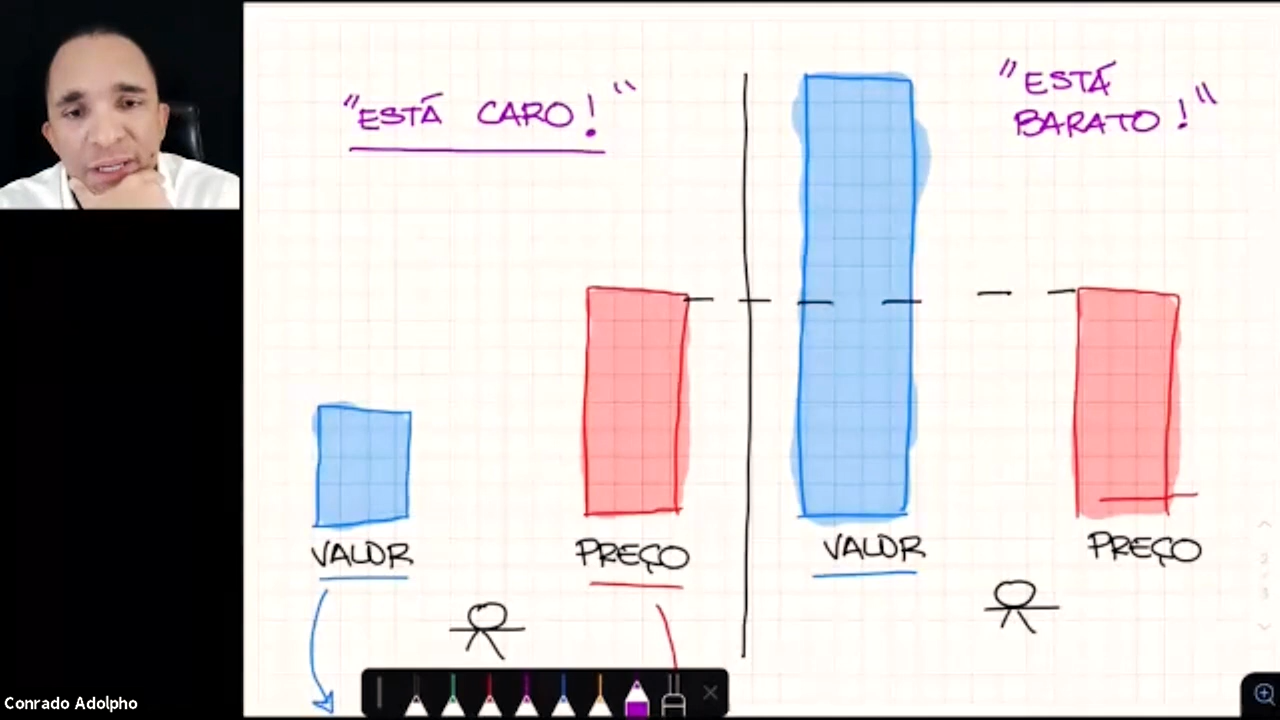 "ESTÁ CARO!"
"ESTÁ
BARATO!"
VALOR
PREÇO
VALOR
PREÇO
Conrado Adolpho